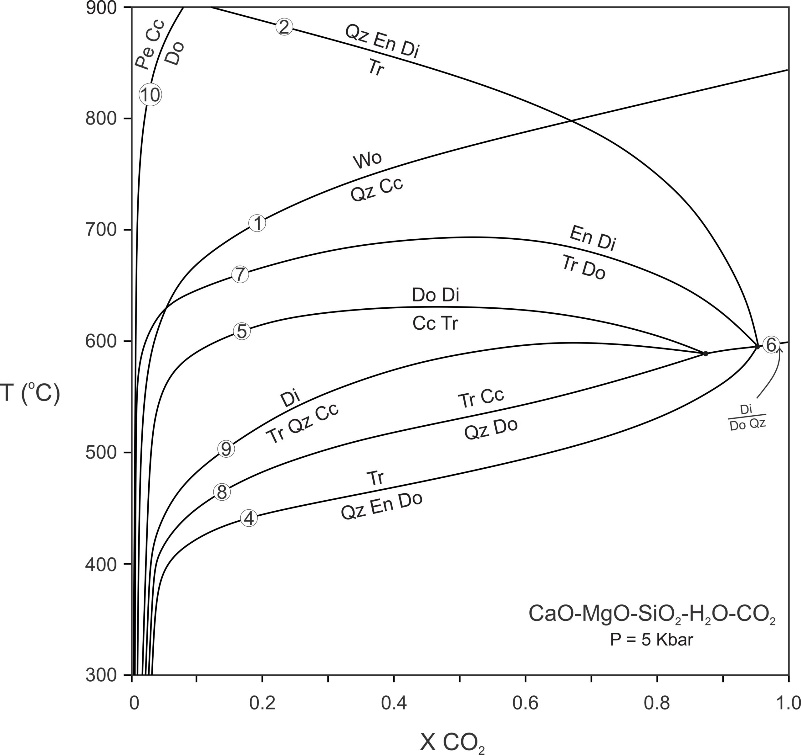 900
800
700
600
500
400
300
T (°C)
0
0.2
0.4
0.6
0.8
1.0
X CO₂
Pe Cc
Do
10
2
Qz En Di
Tr
Wo
Qz Cc
1
En Di
Tr Do
7
Do Di
Cc Tr
5
6
Di
Do Qz
Di
Tr Qz Cc
9
Tr Cc
Qz Do
8
Tr
Qz En Do
4
CaO-MgO-SiO₂-H₂O-CO₂
P = 5 Kbar